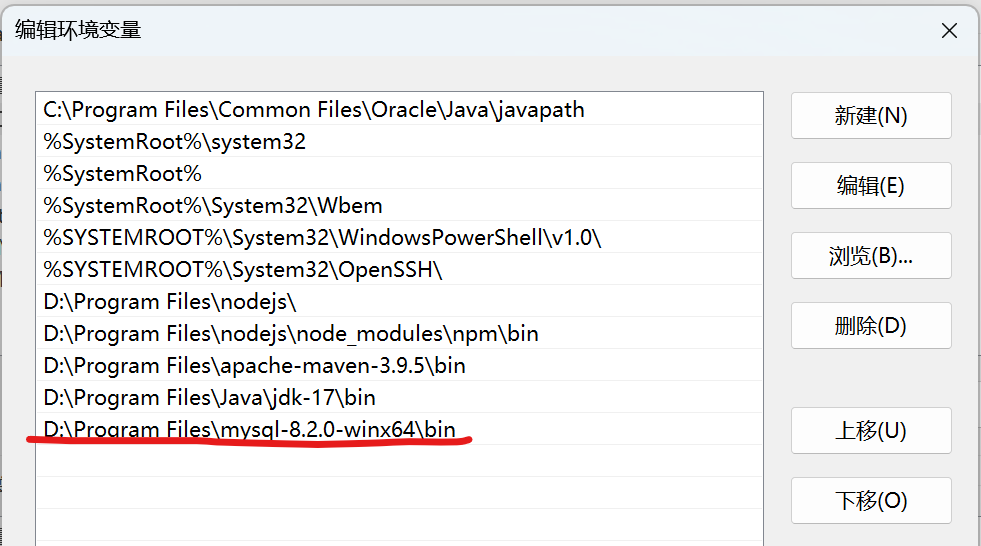 编辑环境变量
C:\Program Files\Common Files\Oracle\Java\javapath
%SystemRoot%\system32
%SystemRoot%
%SystemRoot%\System32\Wbem
%SYSTEMROOT%\System32\WindowsPowerShell\v1.0\
%SYSTEMROOT%\System32\OpenSSH\
D:\Program Files\nodejs\
D:\Program Files\nodejs\node_modules\npm\bin
D:\Program Files\apache-maven-3.9.5\bin
D:\Program Files\Java\jdk-17\bin
D:\Program Files\mysql-8.2.0-winx64\bin
新建(N)
编辑(E)
浏览(B)...
删除(D)
上移(U)
下移(O)